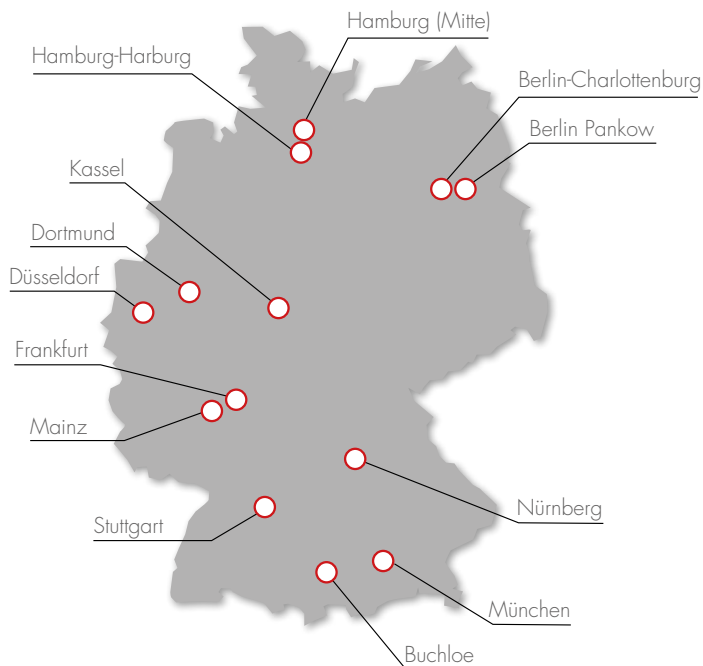 Hamburg (Mitte)
Hamburg-Harburg
Berlin-Charlottenburg
Berlin Pankow
Kassel
Dortmund
Düsseldorf
Frankfurt
Mainz
Nürnberg
Stuttgart
München
Buchloe